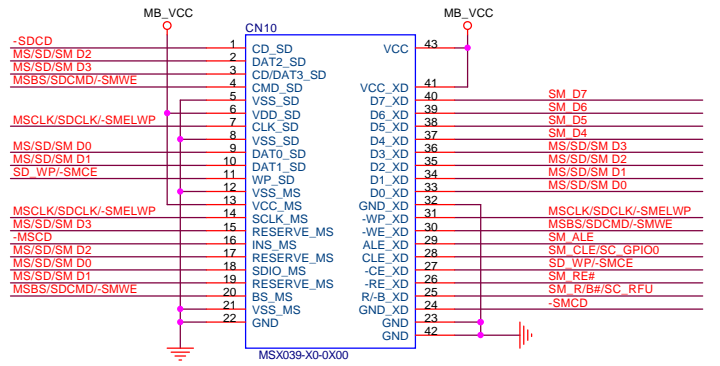 MB_VCC MB_VCC
CN10
-SDCD 1 CD_SD VCC 43
MS/SD/SM D2 2 DAT2_SD
MS/SD/SM D3 3 CD/DAT3_SD
MSBS/SDCMD/-SMWE 4 CMD_SD VCC_XD 41
5 VSS_SD D7_XD 40 SM_D7
6 VDD_SD D6_XD 39 SM_D6
MSCLK/SDCLK/-SMELWP 7 CLK_SD D5_XD 38 SM_D5
8 VSS_SD D4_XD 37 SM_D4
MS/SD/SM D0 9 DAT0_SD D3_XD 36 MS/SD/SM D3
MS/SD/SM D1 10 DAT1_SD D2_XD 35 MS/SD/SM D2
SD_WP/-SMCE 11 WP_SD D1_XD 34 MS/SD/SM D1
12 VSS_MS D0_XD 33 MS/SD/SM D0
13 VCC_MS GND_XD 32
MSCLK/SDCLK/-SMELWP 14 SCLK_MS -WP_XD 31 MSCLK/SDCLK/-SMELWP
MS/SD/SM D3 15 RESERVE_MS -WE_XD 30 MSBS/SDCMD/-SMWE
-MSCD 16 INS_MS ALE_XD 29 SM_ALE
MS/SD/SM D2 17 RESERVE_MS CLE_XD 28 SM_CLE/SC_GPIO0
MS/SD/SM D0 18 SDIO_MS -CE_XD 27 SD_WP/-SMCE
MS/SD/SM D1 19 RESERVE_MS -RE_XD 26 SM_RE#
MSBS/SDCMD/-SMWE 20 BS_MS R/-B_XD 25 SM_R/B#/SC_RFU
21 VSS_MS GND_XD 24 -SMCD
22 GND GND 23
GND 42
MSX039-X0-0X00